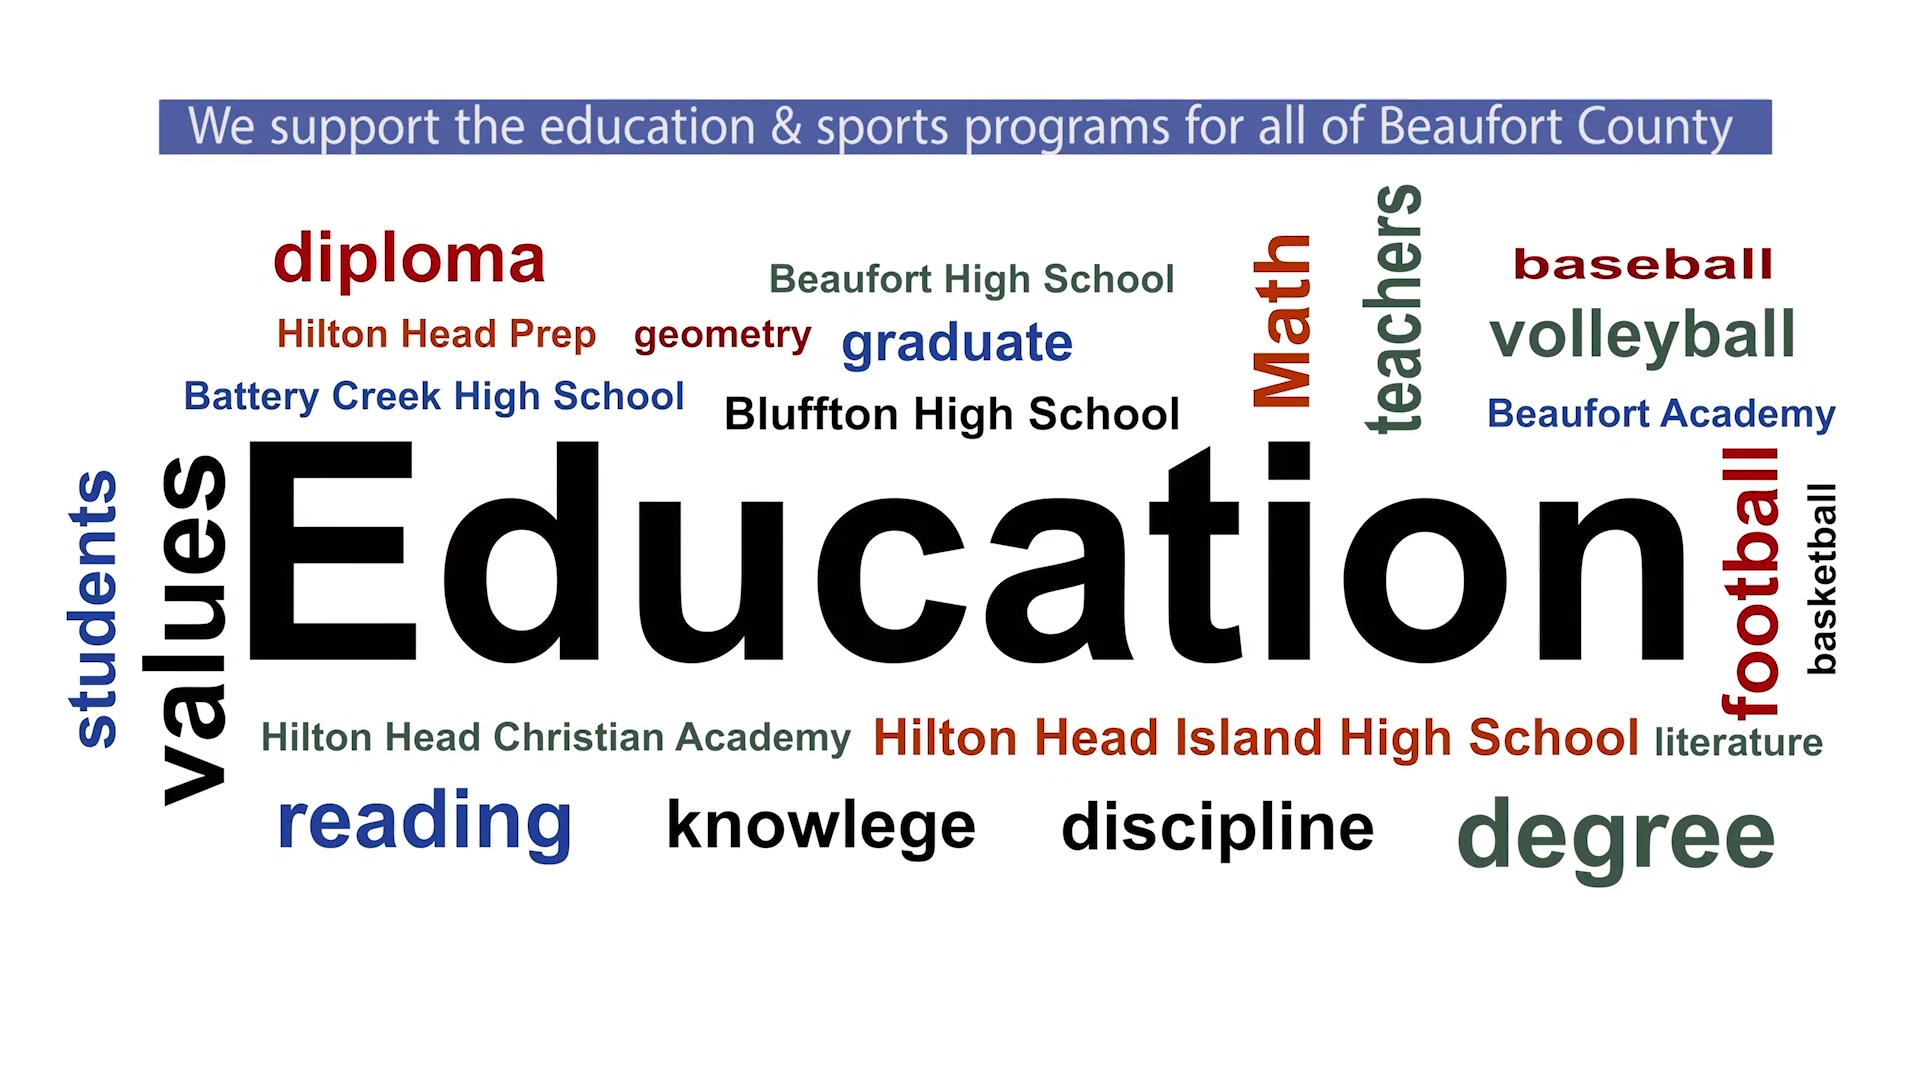 We support the education & sports programs for all of Beaufort County
diploma
Beaufort High School
Math
teachers
baseball
Hilton Head Prep
geometry
graduate
volleyball
Battery Creek High School
Bluffton High School
Beaufort Academy
students
values
Education
football
basketball
Hilton Head Christian Academy
Hilton Head Island High School
literature
reading
knowlege
discipline
degree